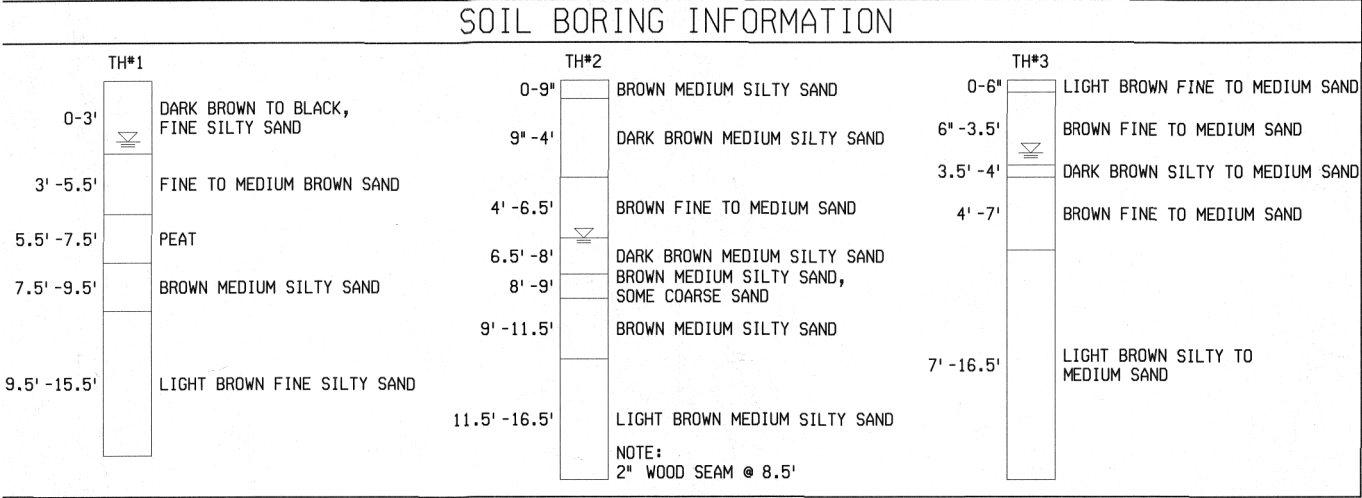 SOIL BORING INFORMATION
TH#1
0-3'
DARK BROWN TO BLACK,
FINE SILTY SAND
3'-5.5'
FINE TO MEDIUM BROWN SAND
5.5'-7.5'
PEAT
7.5'-9.5'
BROWN MEDIUM SILTY SAND
9.5'-15.5'
LIGHT BROWN FINE SILTY SAND
TH#2
0-9"
BROWN MEDIUM SILTY SAND
9"-4'
DARK BROWN MEDIUM SILTY SAND
4'-6.5'
BROWN FINE TO MEDIUM SAND
6.5'-8'
DARK BROWN MEDIUM SILTY SAND
8'-9'
BROWN MEDIUM SILTY SAND,
SOME COARSE SAND
9'-11.5'
BROWN MEDIUM SILTY SAND
11.5'-16.5'
LIGHT BROWN MEDIUM SILTY SAND
NOTE:
2" WOOD SEAM @ 8.5'
TH#3
0-6"
LIGHT BROWN FINE TO MEDIUM SAND
6"-3.5'
BROWN FINE TO MEDIUM SAND
3.5'-4'
DARK BROWN SILTY TO MEDIUM SAND
4'-7'
BROWN FINE TO MEDIUM SAND
7'-16.5'
LIGHT BROWN SILTY TO
MEDIUM SAND